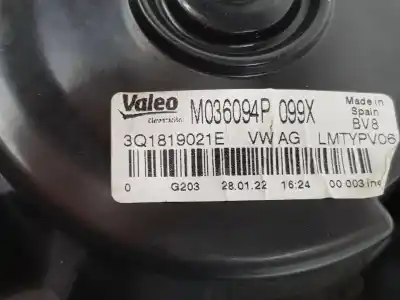 Valeo M036094P 099X Made in
Spain
BV8
3Q1819021E VW AG LMTYPV06
0 G203 28.01.22 16:24 00 003